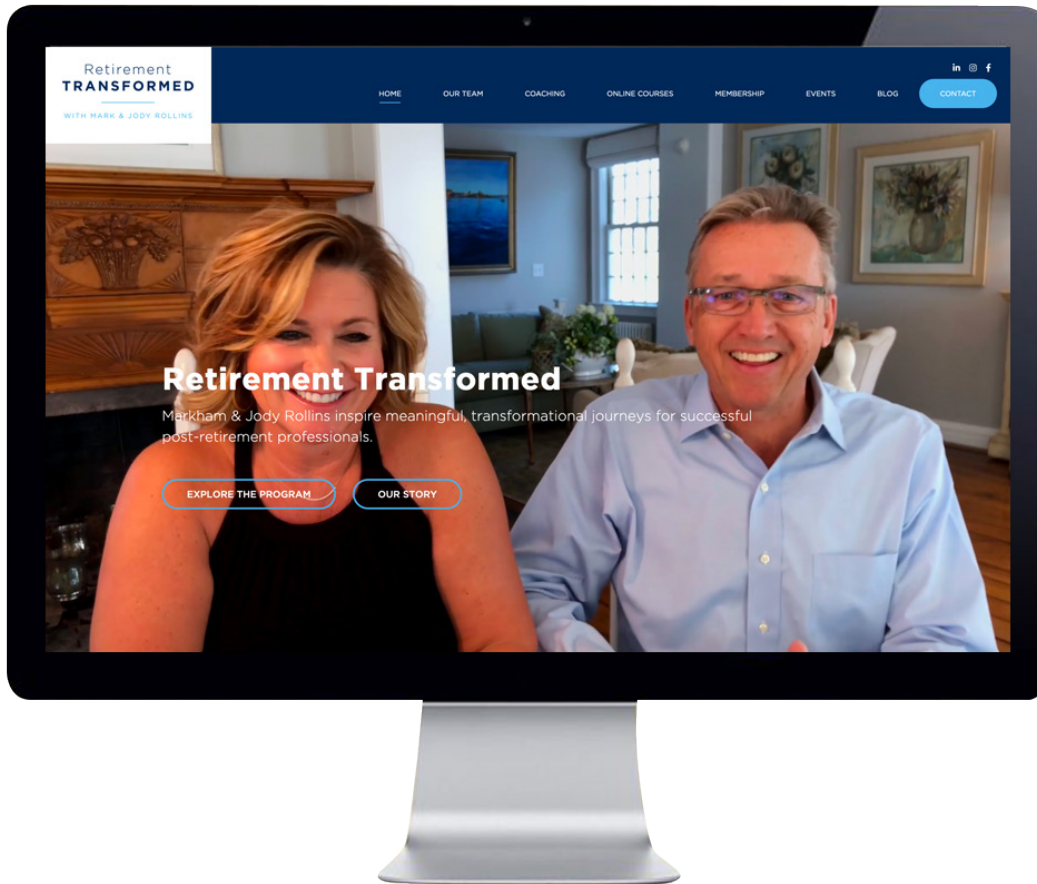 Retirement
TRANSFORMED
WITH MARK & JODY ROLLINS
HOME OUR TEAM COACHING ONLINE COURSES MEMBERSHIP EVENTS BLOG CONTACT
Retirement Transformed
Markham & Jody Rollins inspire meaningful, transformational journeys for successful
post-retirement professionals.
EXPLORE THE PROGRAM OUR STORY